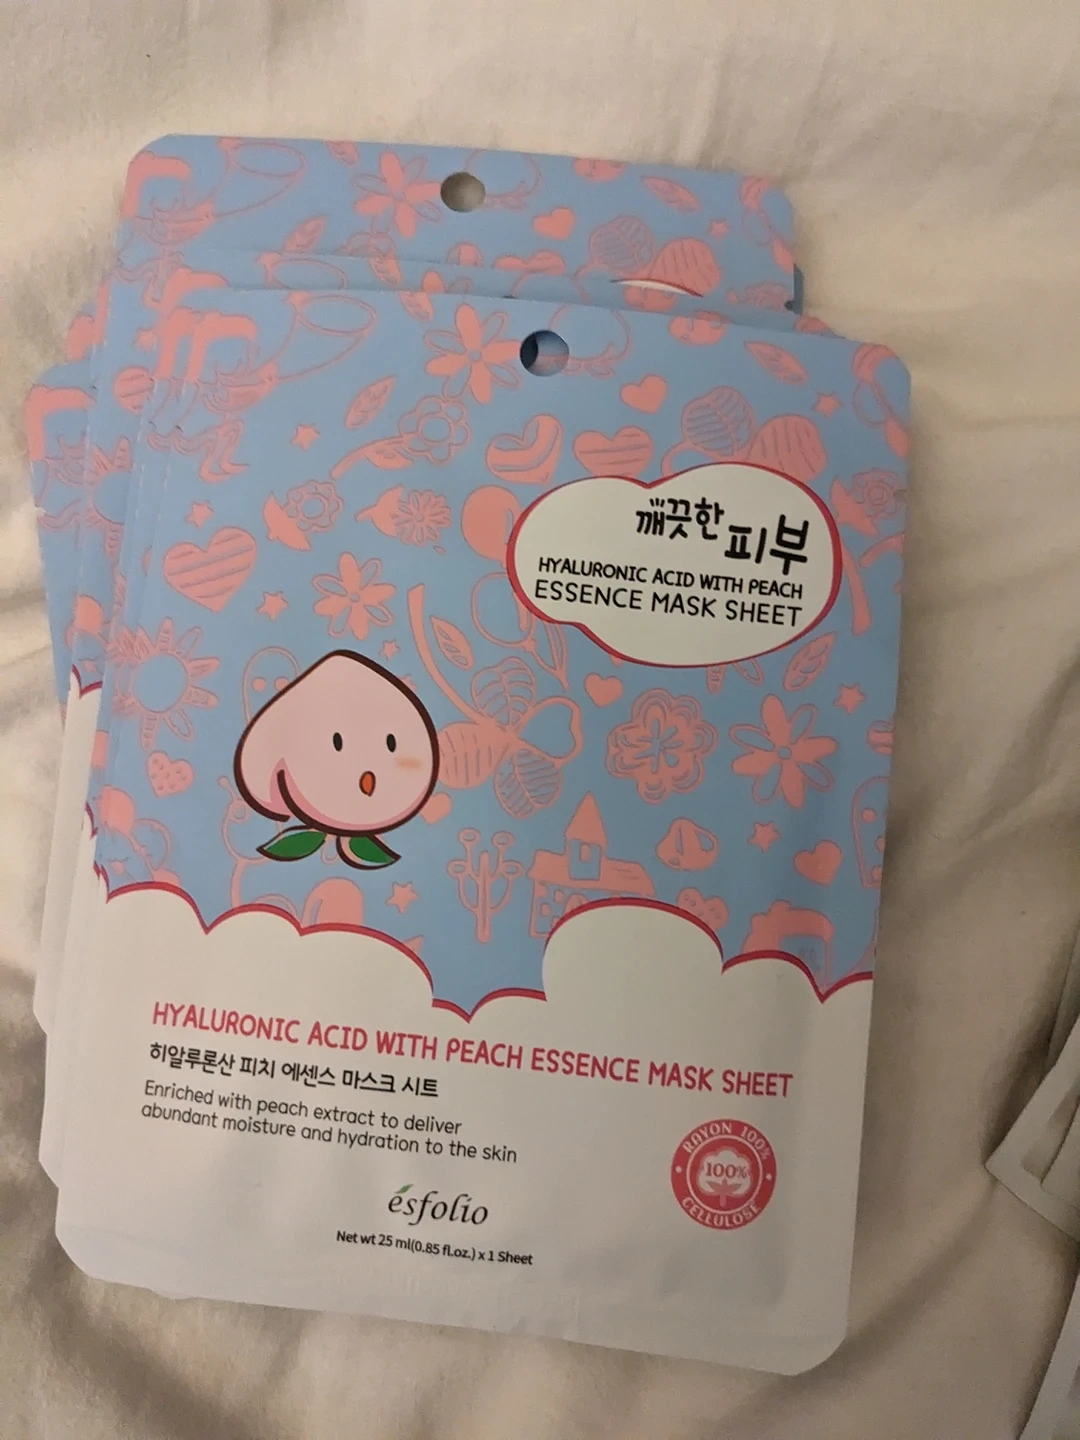 깨끗한 피부
HYALURONIC ACID WITH PEACH
ESSENCE MASK SHEET
HYALURONIC ACID WITH PEACH ESSENCE MASK SHEET
히알루론산 피치 에센스 마스크 시트
Enriched with peach extract to deliver
abundant moisture and hydration to the skin
RAYON 100%
100%
CELLULOSE
ésfolio
Net wt 25 ml(0.85 fl.oz.) x 1 Sheet